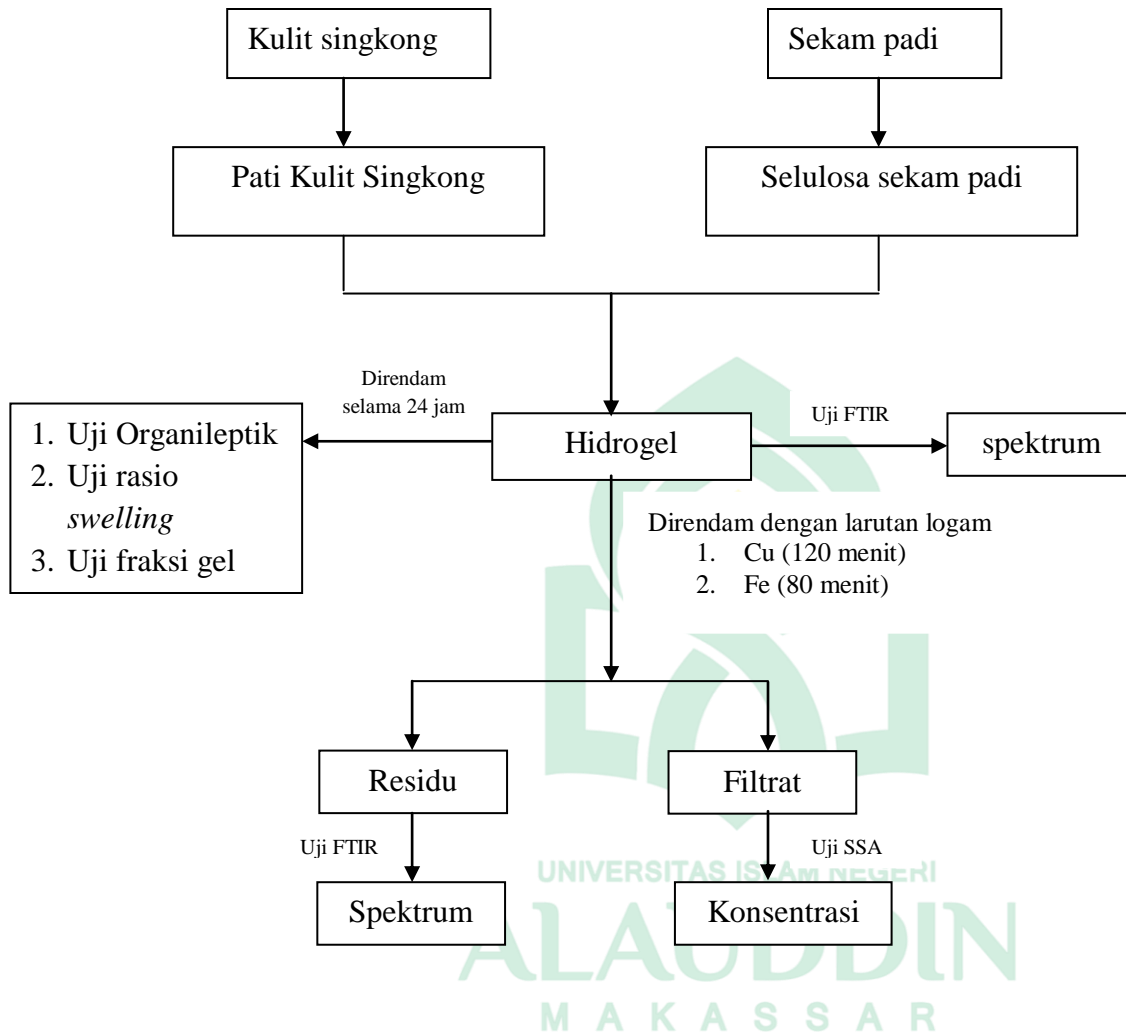 Kulit singkong
Sekam padi
Pati Kulit Singkong
Selulosa sekam padi
Direndam
selama 24 jam
1. Uji Organileptik
2. Uji rasio
swelling
3. Uji fraksi gel
Hidrogel
Uji FTIR
spektrum
Direndam dengan larutan logam
1. Cu (120 menit)
2. Fe (80 menit)
Residu
Filtrat
Uji FTIR
Uji SSA
Spektrum
Konsentrasi
UNIVERSITAS ISLAM NEGERI
ALAUDDIN
MAKASSAR